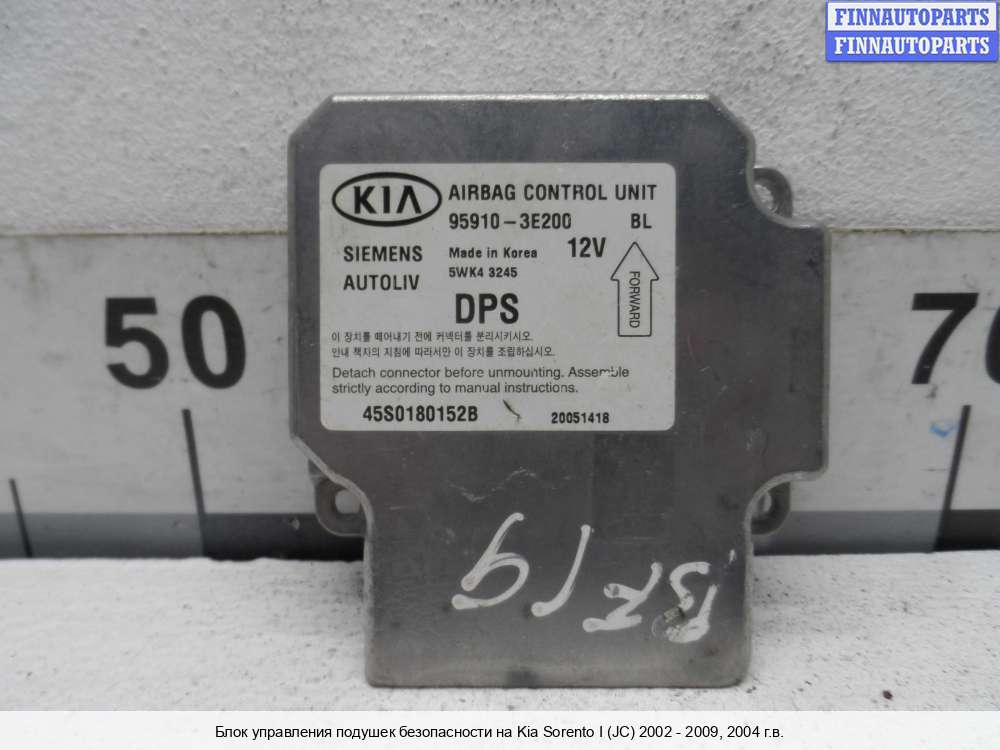 FINNAUTOPARTS
FINNAUTOPARTS
KIA
AIRBAG CONTROL UNIT
95910-3E200 BL
SIEMENS
AUTOLIV
Made in Korea
5WK4 3245
12V
FORWARD
DPS
이 장치를 떼어내기 전에 커넥터를 분리시키시오.
안내 책자의 지침에 따라서만 이 장치를 조립하십시오.
Detach connector before unmounting. Assemble
strictly according to manual instructions.
45S0180152B 20051418
50
Блок управления подушек безопасности на Kia Sorento I (JC) 2002 - 2009, 2004 г.в.